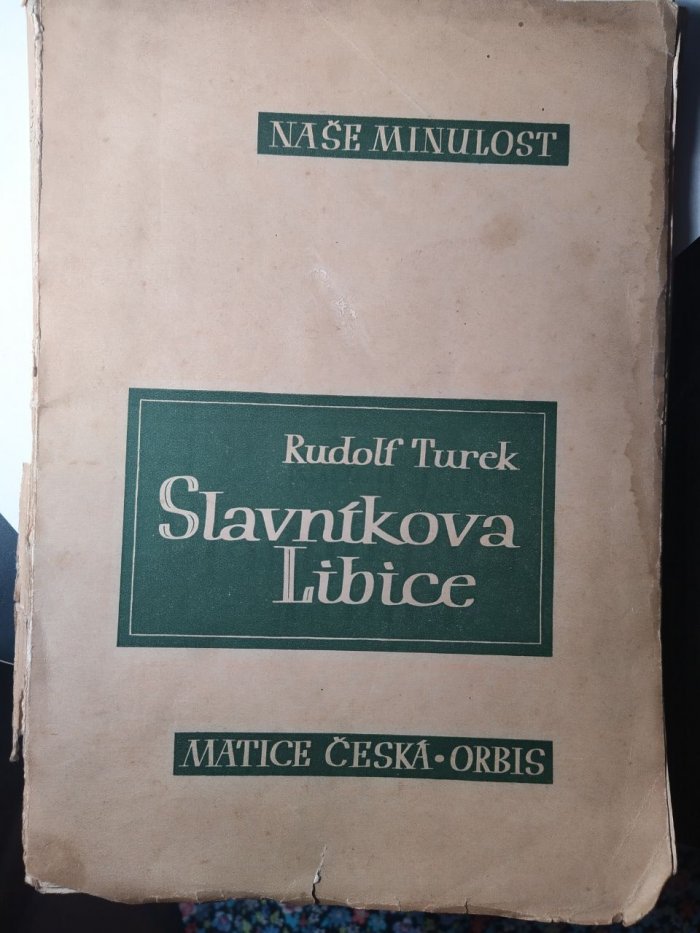 NAŠE MINULOST
Rudolf Turek
Slavníkova
Libice
MATICE ČESKÁ · ORBIS